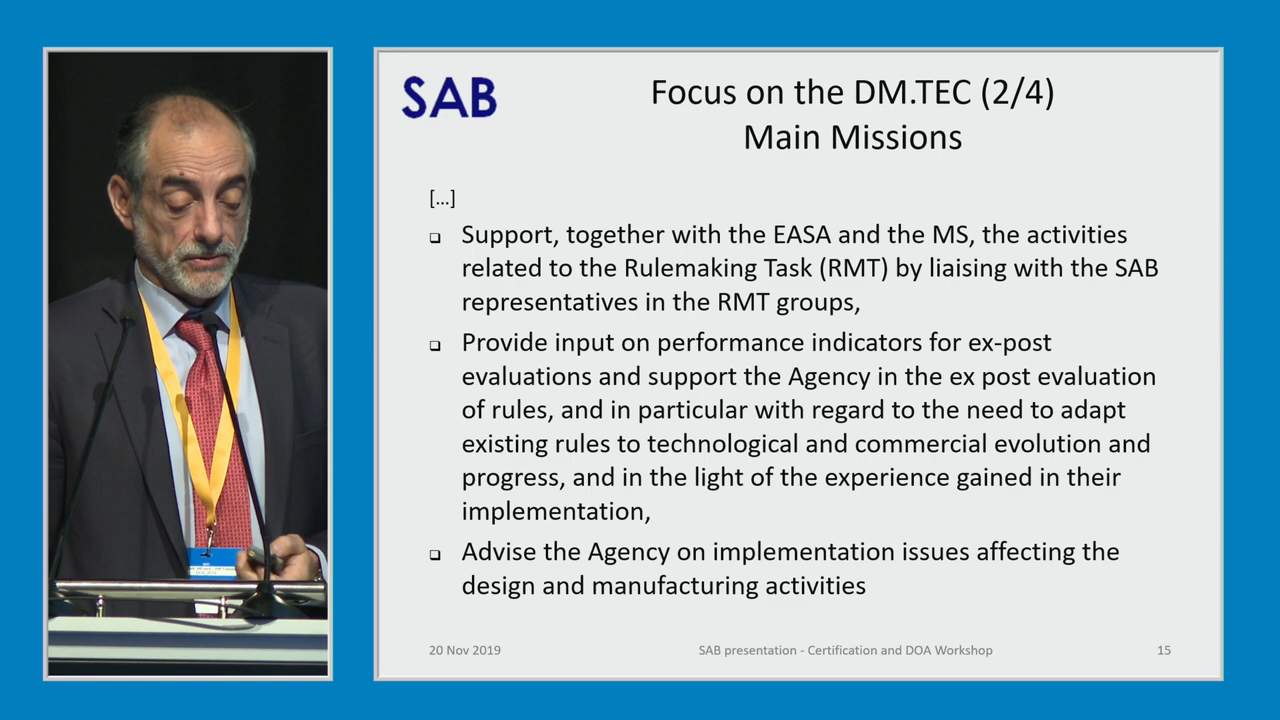 SAB
Focus on the DM.TEC (2/4)
Main Missions
[...]
❑ Support, together with the EASA and the MS, the activities
related to the Rulemaking Task (RMT) by liaising with the SAB
representatives in the RMT groups,
❑ Provide input on performance indicators for ex-post
evaluations and support the Agency in the ex post evaluation
of rules, and in particular with regard to the need to adapt
existing rules to technological and commercial evolution and
progress, and in the light of the experience gained in their
implementation,
❑ Advise the Agency on implementation issues affecting the
design and manufacturing activities
20 Nov 2019
SAB presentation - Certification and DOA Workshop
15